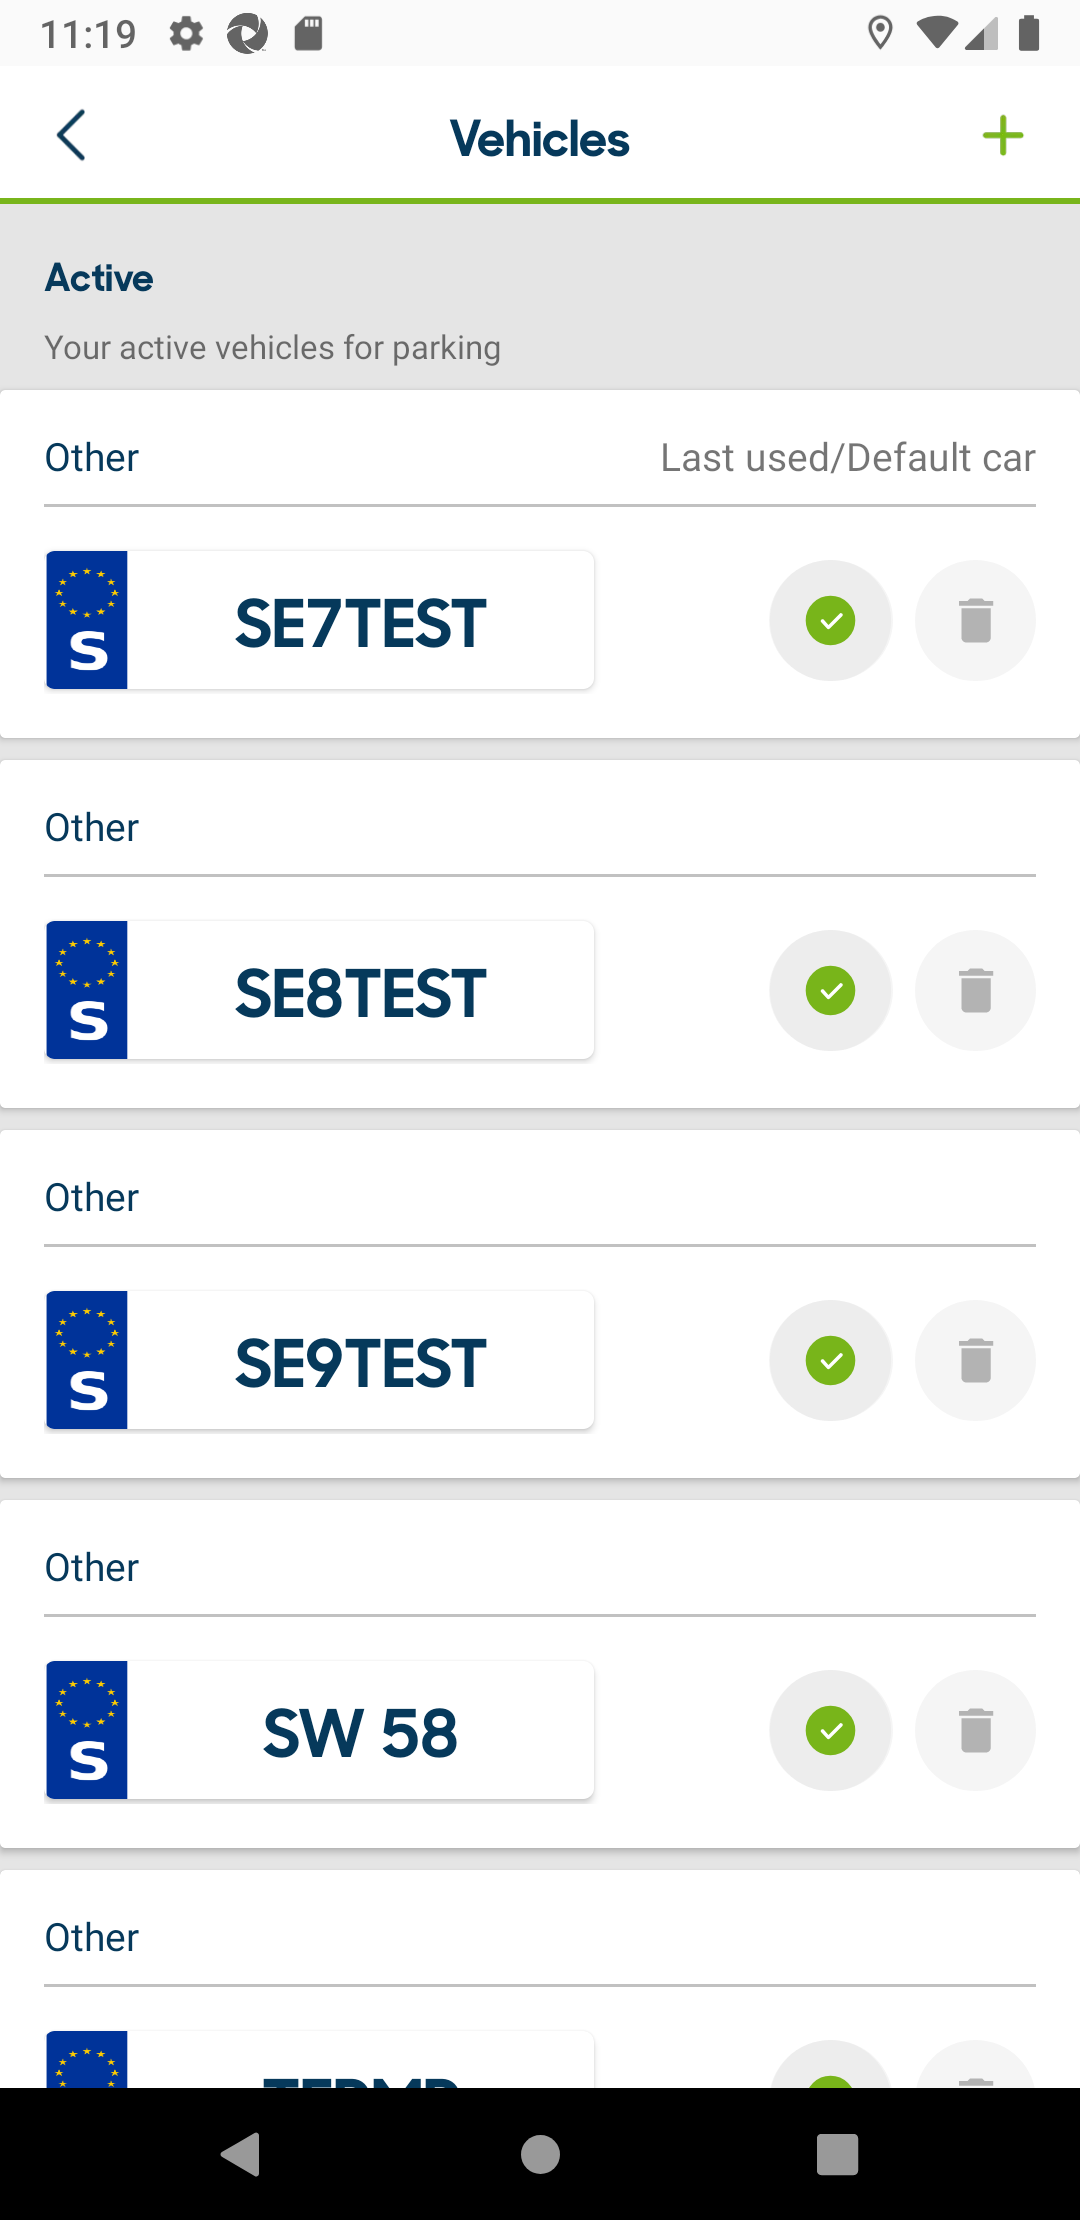 11:19
Vehicles
Active
Your active vehicles for parking
Other
Last used/Default car
S
SE7TEST
Other
S
SE8TEST
Other
S
SE9TEST
Other
S
SW 58
Other